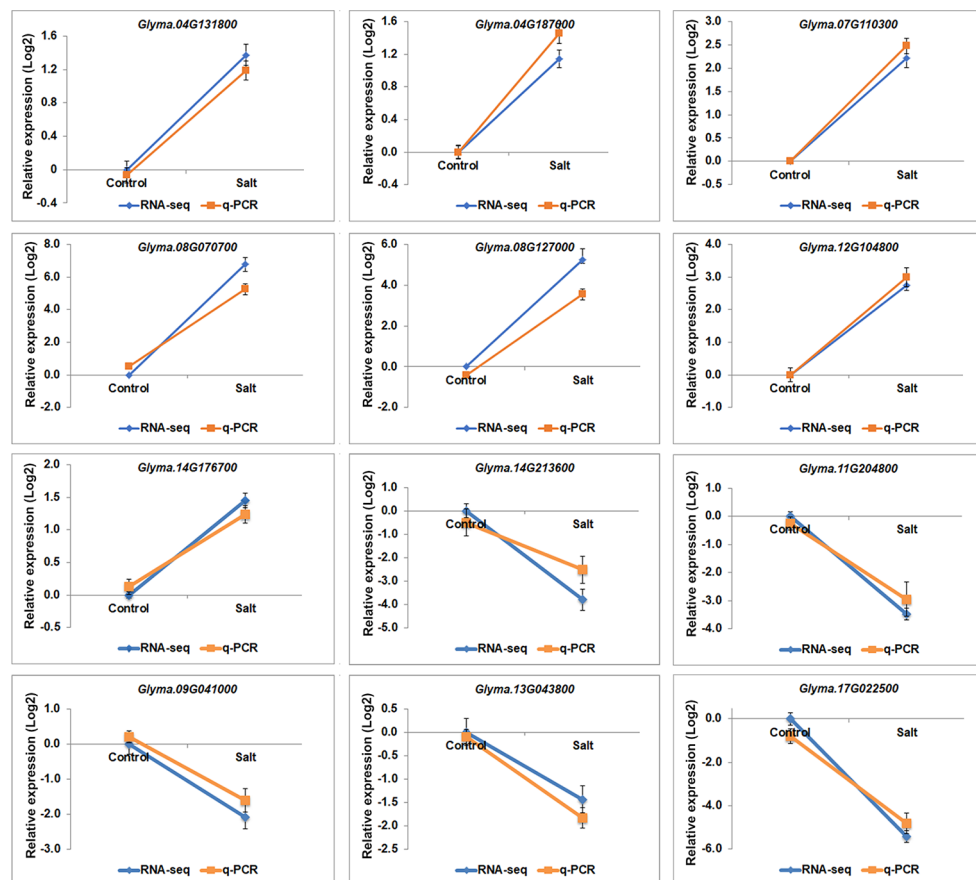 Glyma.04G131800
Relative expression (Log2)
1.6
1.2
0.8
0.4
0
-0.4
Control
Salt
RNA-seq
q-PCR
Glyma.04G187000
Relative expression (Log2)
1.6
1.2
0.8
0.4
0.0
-0.4
Control
Salt
RNA-seq
q-PCR
Glyma.07G110300
Relative expression (Log2)
3.0
2.5
2.0
1.5
1.0
0.5
0.0
-0.5
Control
Salt
RNA-seq
q-PCR
Glyma.08G070700
Relative expression (Log2)
8.0
6.0
4.0
2.0
0.0
-2.0
Control
Salt
RNA-seq
q-PCR
Glyma.08G127000
Relative expression (Log2)
6.0
4.0
2.0
0.0
-2.0
Control
Salt
RNA-seq
q-PCR
Glyma.12G104800
Relative expression (Log2)
4.0
3.0
2.0
1.0
0.0
-1.0
Control
Salt
RNA-seq
q-PCR
Glyma.14G176700
Relative expression (Log2)
2.0
1.5
1.0
0.5
0.0
-0.5
Control
Salt
RNA-seq
q-PCR
Glyma.14G213600
Relative expression (Log2)
1.0
0.0
-1.0
-2.0
-3.0
-4.0
-5.0
Control
Salt
RNA-seq
q-PCR
Glyma.11G204800
Relative expression (Log2)
1.0
0.0
-1.0
-2.0
-3.0
-4.0
Control
Salt
RNA-seq
q-PCR
Glyma.09G041000
Relative expression (Log2)
1.0
0.0
-1.0
-2.0
-3.0
Control
Salt
RNA-seq
q-PCR
Glyma.13G043800
Relative expression (Log2)
0.5
0.0
-0.5
-1.0
-1.5
-2.0
-2.5
Control
Salt
RNA-seq
q-PCR
Glyma.17G022500
Relative expression (Log2)
0.0
-2.0
-4.0
-6.0
Control
Salt
RNA-seq
q-PCR